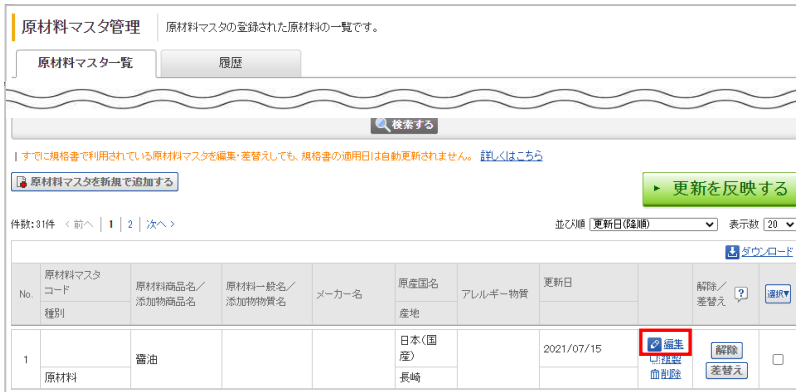 原材料マスタ管理
原材料マスタの登録された原材料の一覧です。
原材料マスター覧
履歴
検索する
| すでに規格書で利用されている原材料マスタを編集・差替えしても、規格書の適用日は自動更新されません。 詳しくはこちら
原材料マスタを新規で追加する
更新を反映する
件数:31件 < 前へ | 1 | 2 | 次へ >
並び順 更新日(降順)
表示数 20
ダウンロード
No.
原材料マスタコード
種別
原材料商品名/添加物商品名
原材料一般名/添加物物質名
メーカー名
原産国名
産地
アレルギー物質
更新日
解除/差替え
?
選択▼
1
原材料
醤油
日本(国産)
長崎
2021/07/15
編集
複製
削除
解除
差替え